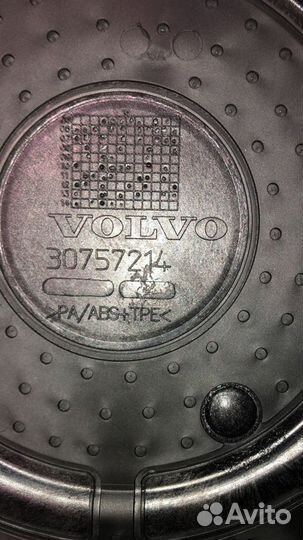 VOLVO
30757214
>PA/ABS+TPE<
Avito